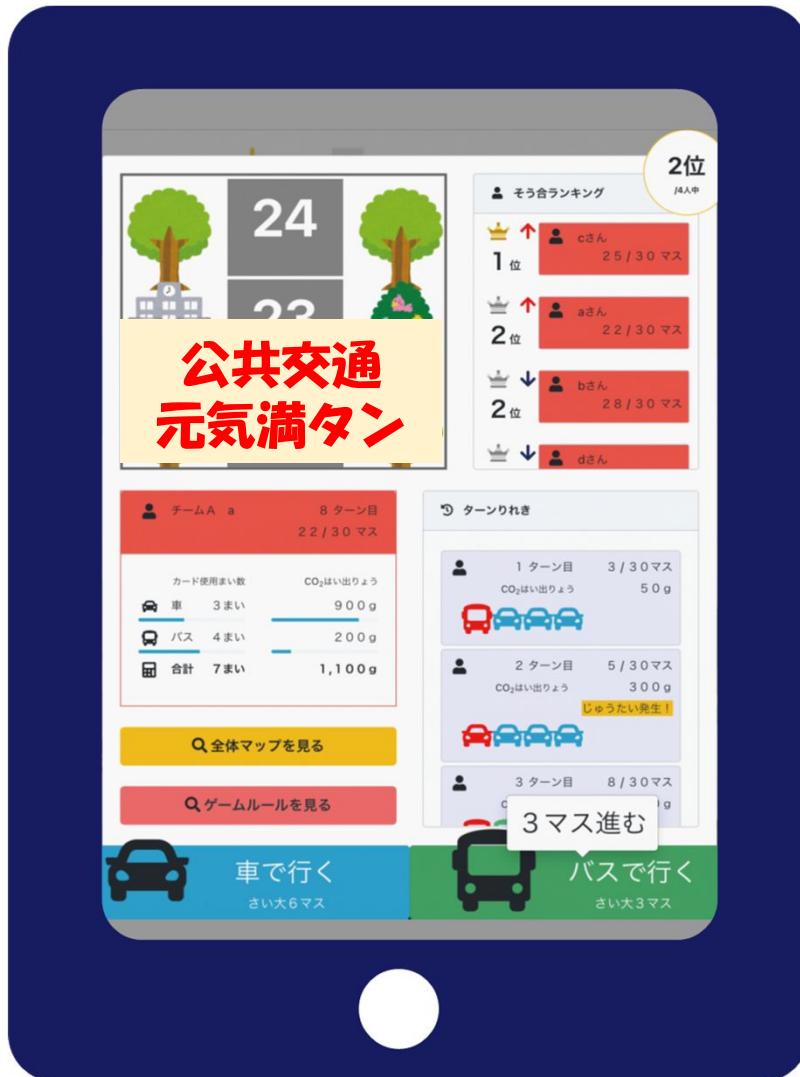 2位
/4人中
24
23
公共交通
元気満タン
そう合ランキング
1位
cさん
25/30マス
2位
aさん
22/30マス
2位
bさん
28/30マス
dさん
チームA a
8ターン目
22/30マス
カード使用まい数
CO₂はい出りょう
車 3まい 900g
バス 4まい 200g
合計 7まい 1,100g
全体マップを見る
ゲームルールを見る
ターンりれき
1ターン目 3/30マス
CO₂はい出りょう 50g
2ターン目 5/30マス
CO₂はい出りょう 300g
じゅうたい発生!
3ターン目 8/30マス
3マス進む
車で行く
さい大6マス
バスで行く
さい大3マス